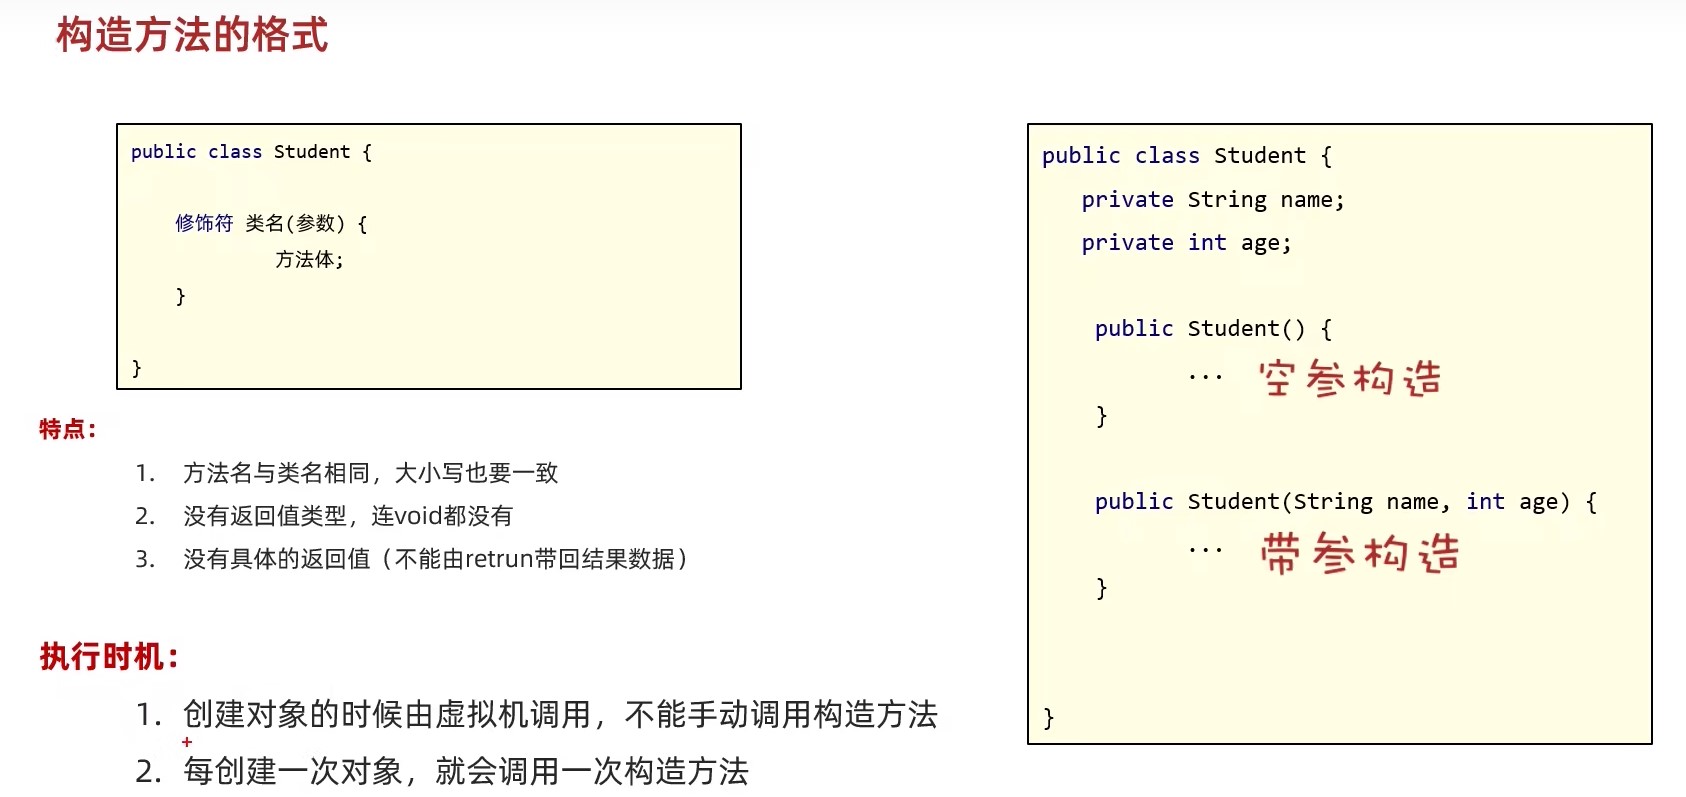 构造方法的格式
public class Student {
修饰符 类名(参数) {
方法体;
}
}
特点：
1. 方法名与类名相同，大小写也要一致
2. 没有返回值类型，连void都没有
3. 没有具体的返回值（不能由retrun带回结果数据）
执行时机：
1. 创建对象的时候由虚拟机调用，不能手动调用构造方法
2. 每创建一次对象，就会调用一次构造方法
public class Student {
private String name;
private int age;
public Student() {
... 空参构造
}
public Student(String name, int age) {
... 带参构造
}
}